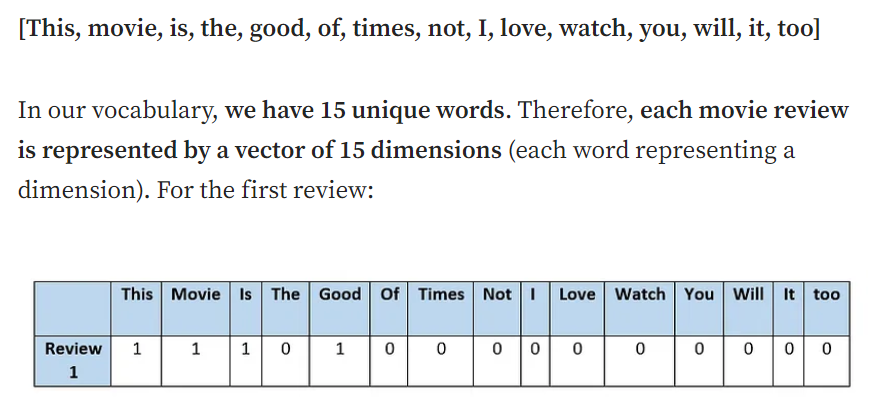 [This, movie, is, the, good, of, times, not, I, love, watch, you, will, it, too]
In our vocabulary, we have 15 unique words. Therefore, each movie review
is represented by a vector of 15 dimensions (each word representing a
dimension). For the first review:
This Movie Is The Good Of Times Not I Love Watch You Will It too
Review 1 1 1 0 1 0 0 0 0 0 0 0 0 0 0
1